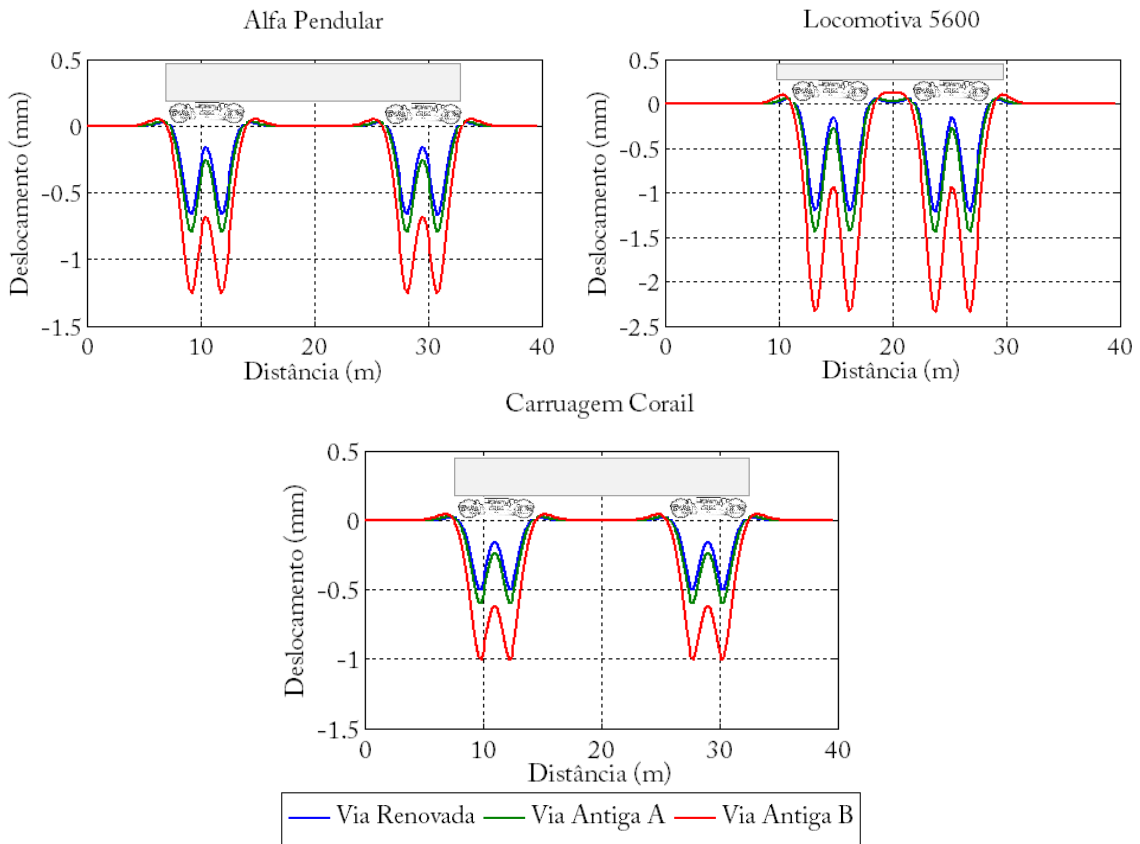 Alfa Pendular
Deslocamento (mm)
0.5
0
-0.5
-1
-1.5
0 10 20 30 40
Distância (m)
Locomotiva 5600
Deslocamento (mm)
0.5
0
-0.5
-1
-1.5
-2
-2.5
0 10 20 30 40
Distância (m)
Carruagem Corail
Deslocamento (mm)
0.5
0
-0.5
-1
-1.5
0 10 20 30 40
Distância (m)
Via Renovada Via Antiga A Via Antiga B